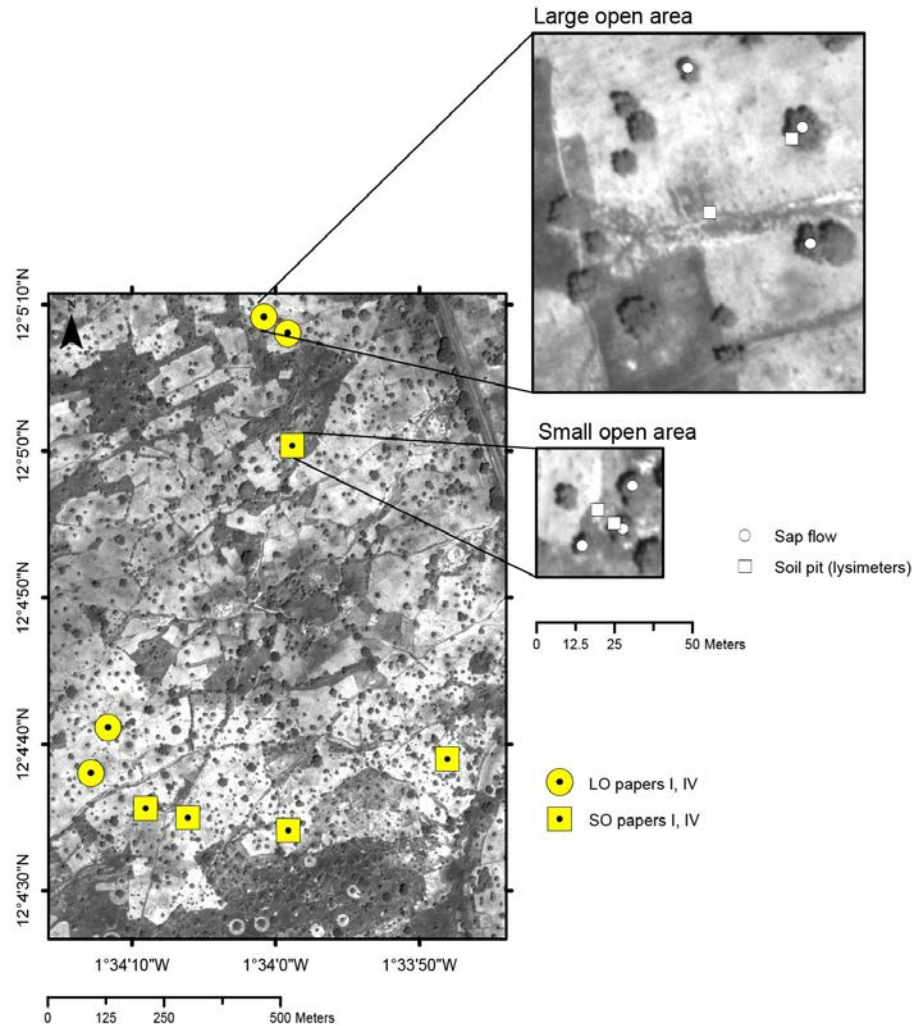 Large open area
N
12°5'10"N
12°5'0"N
12°4'50"N
12°4'40"N
12°4'30"N
1°34'10"W
1°34'0"W
1°33'50"W
0 125 250 500 Meters
Small open area
Sap flow
Soil pit (lysimeters)
0 12.5 25 50 Meters
LO papers I, IV
SO papers I, IV